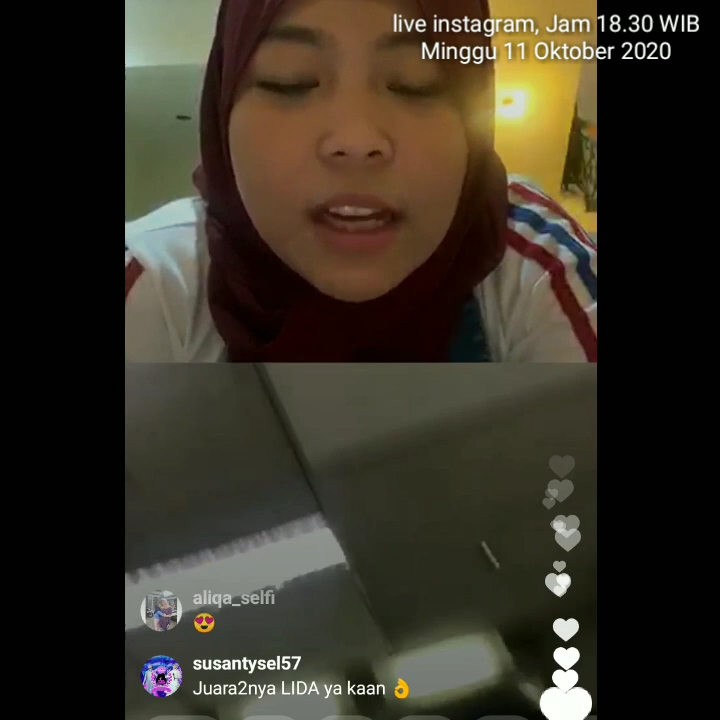 live instagram, Jam 18.30 WIB
Minggu 11 Oktober 2020
aliqa_selfi
😍
susantysel57
Juara2nya LIDA ya kaan 👌